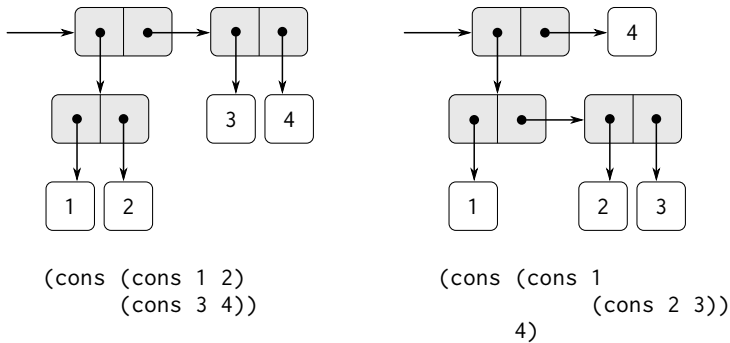 4
3 4
1 2
1 2 3
(cons (cons 1 2)
      (cons 3 4))
(cons (cons 1
            (cons 2 3))
      4)